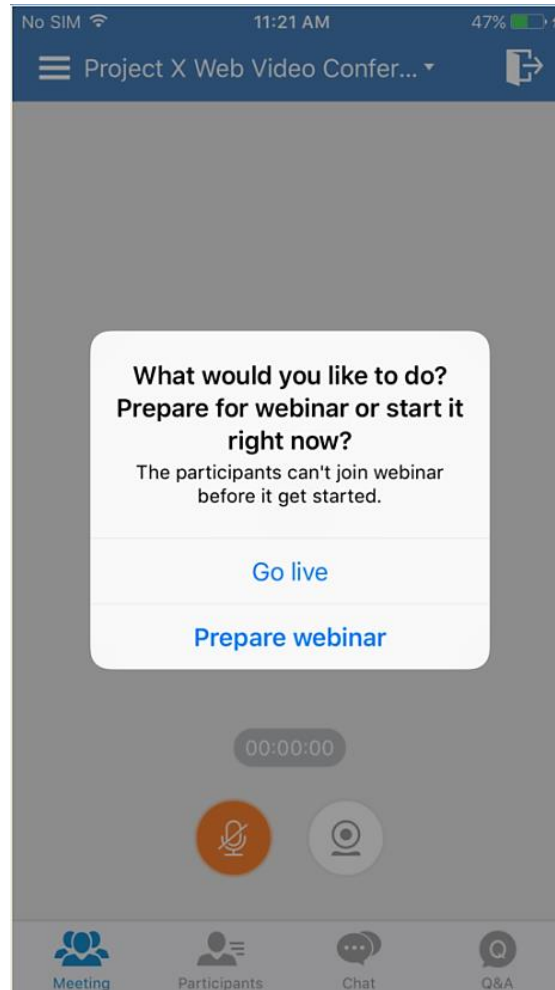 No SIM 11:21 AM 47%
Project X Web Video Confer...
What would you like to do?
Prepare for webinar or start it
right now?
The participants can't join webinar
before it get started.
Go live
Prepare webinar
00:00:00
Meeting Participants Chat Q&A